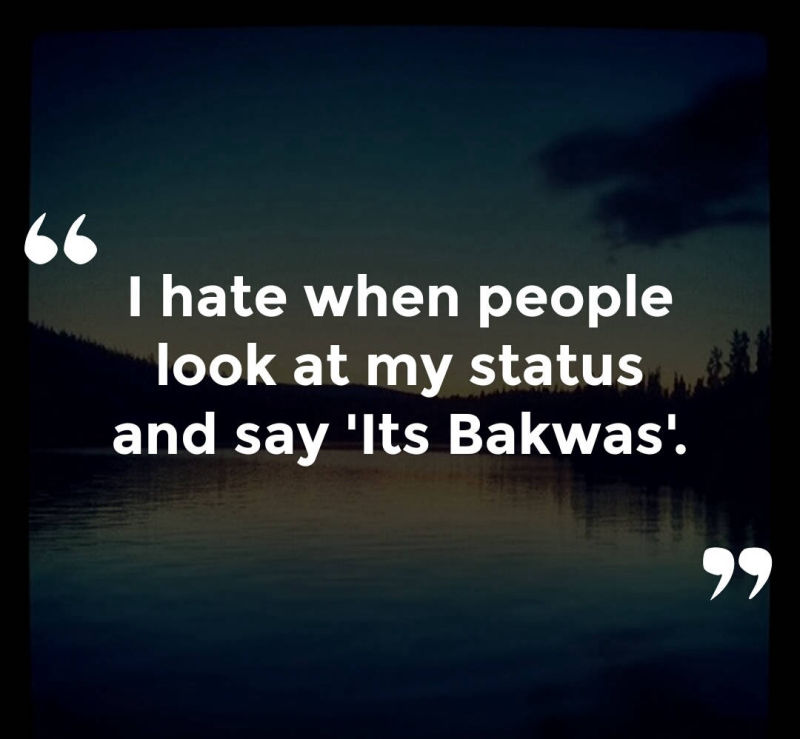 “
I hate when people
look at my status
and say 'Its Bakwas'.
”